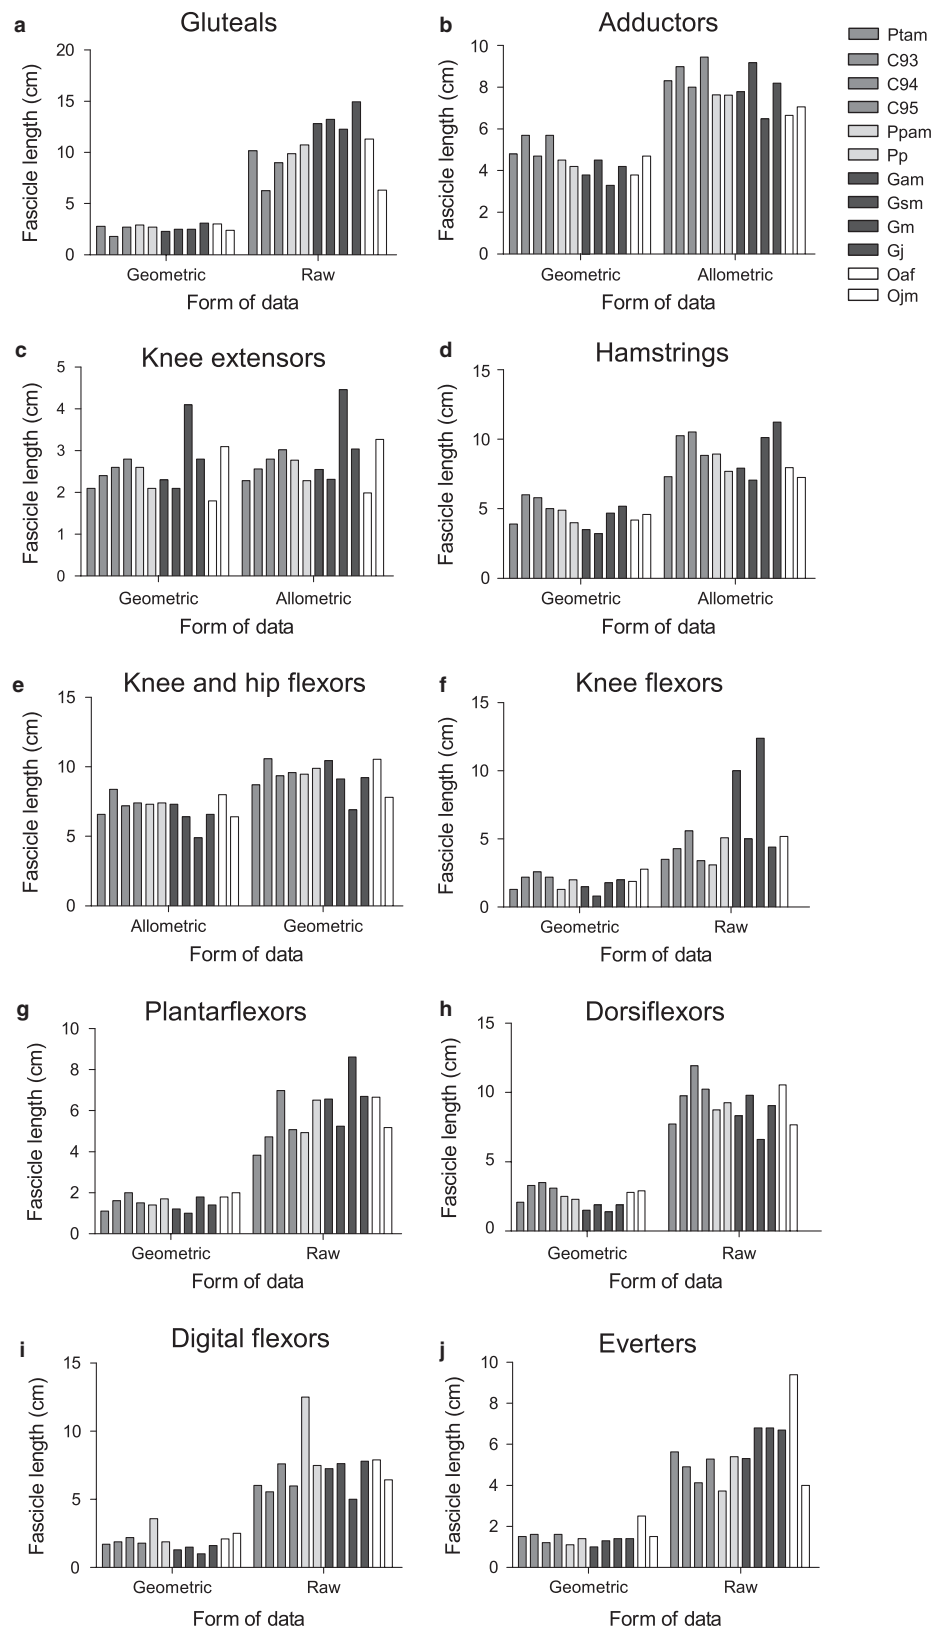 a
Gluteals
Fascicle length (cm)
20
15
10
5
0
Geometric
Raw
Form of data
b
Adductors
Fascicle length (cm)
10
8
6
4
2
0
Geometric
Allometric
Form of data
Ptam
C93
C94
C95
Ppam
Pp
Gam
Gsm
Gm
Gj
Oaf
Ojm
c
Knee extensors
Fascicle length (cm)
5
4
3
2
1
0
Geometric
Allometric
Form of data
d
Hamstrings
Fascicle length (cm)
15
10
5
0
Geometric
Allometric
Form of data
e
Knee and hip flexors
Fascicle length (cm)
15
10
5
0
Allometric
Geometric
Form of data
f
Knee flexors
Fascicle length (cm)
15
10
5
0
Geometric
Raw
Form of data
g
Plantarflexors
Fascicle length (cm)
10
8
6
4
2
0
Geometric
Raw
Form of data
h
Dorsiflexors
Fascicle length (cm)
15
10
5
0
Geometric
Raw
Form of data
i
Digital flexors
Fascicle length (cm)
15
10
5
0
Geometric
Raw
Form of data
j
Everters
Fascicle length (cm)
10
8
6
4
2
0
Geometric
Raw
Form of data